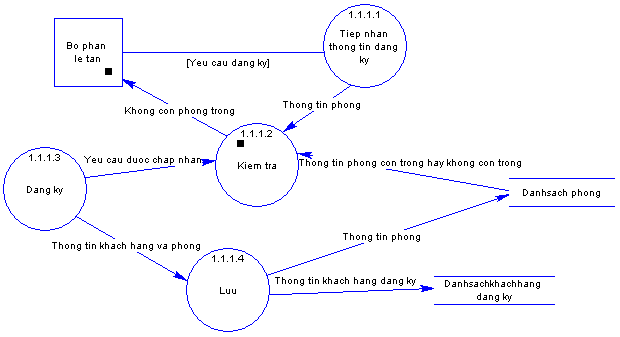 1.1.1.1
Tiep nhan
thong tin dang
ky
Bo phan
le tan
[Yeu cau dang ky]
Thong tin phong
Khong con phong trong
1.1.1.2
Kiem tra
1.1.1.3
Dang ky
Yeu cau duoc chap nhan
Thong tin phong con trong hay khong con trong
Danhsach phong
Thong tin khach hang va phong
Thong tin phong
1.1.1.4
Luu
Thong tin khach hang dang ky
Danhsachkhachhang
dang ky